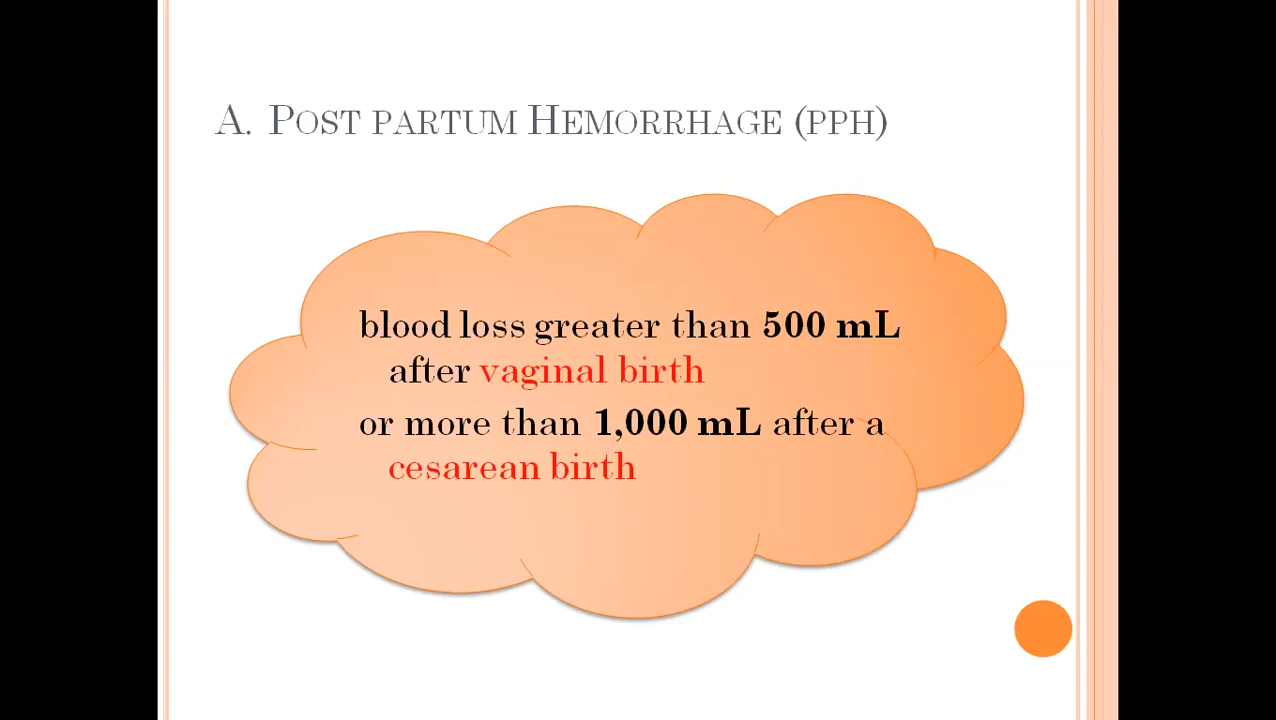 A. Post partum Hemorrhage (pph)
blood loss greater than 500 mL
after vaginal birth
or more than 1,000 mL after a
cesarean birth